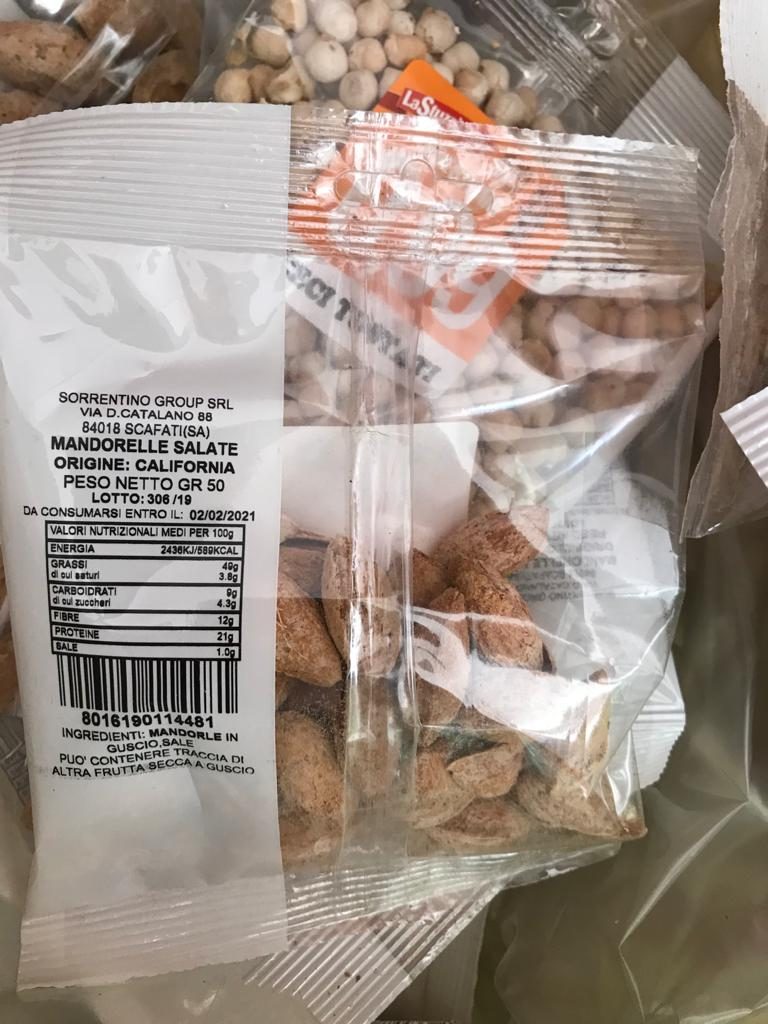 LaStuzz
CECI TOSTATI
SORRENTINO GROUP SRL
VIA D.CATALANO 88
84018 SCAFATI(SA)
MANDORELLE SALATE
ORIGINE: CALIFORNIA
PESO NETTO GR 50
LOTTO: 306 /19
DA CONSUMARSI ENTRO IL: 02/02/2021
VALORI NUTRIZIONALI MEDI PER 100g
ENERGIA 2436KJ/589KCAL
GRASSI 49g
di cui saturi 3.8g
CARBOIDRATI 9g
di cui zuccheri 4.3g
FIBRE 12g
PROTEINE 21g
SALE 1.0g
8016190114481
INGREDIENTI: MANDORLE IN
GUSCIO,SALE
PUO' CONTENERE TRACCIA DI
ALTRA FRUTTA SECCA A GUSCIO